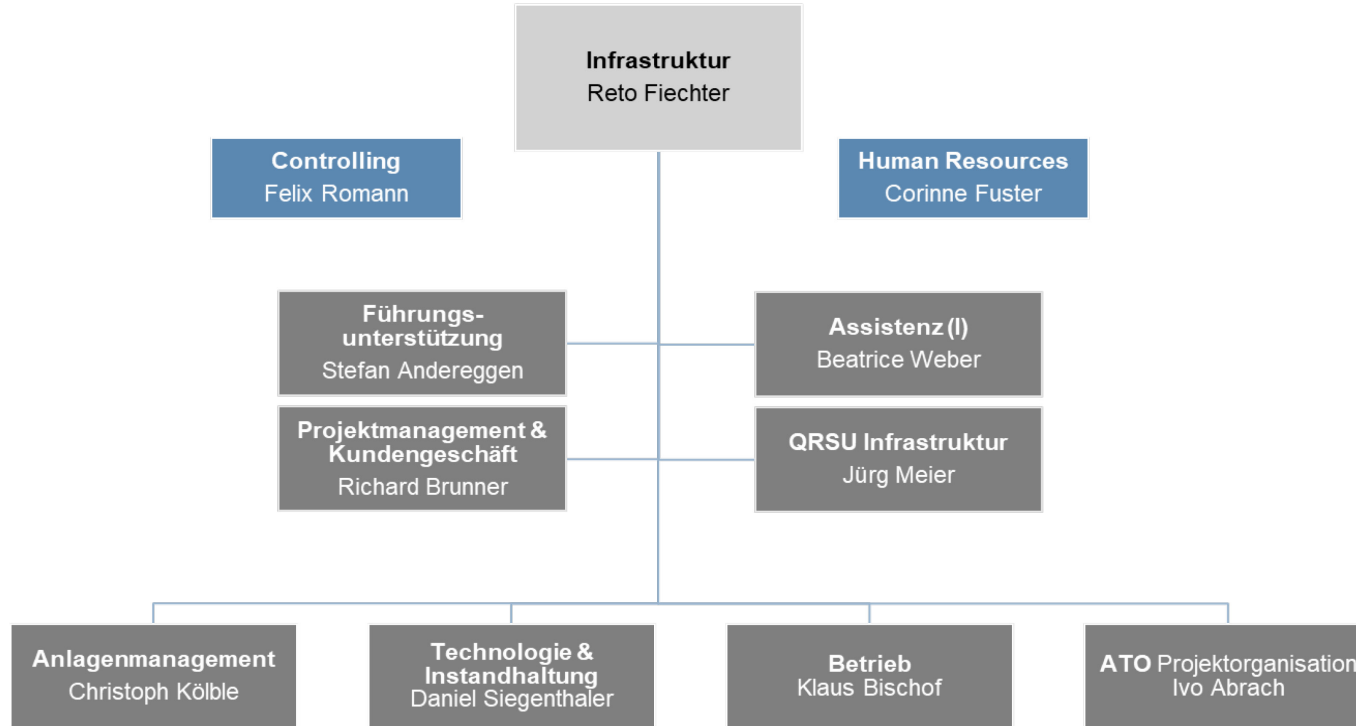 Infrastruktur
Reto Fiechter
Controlling
Felix Romann
Human Resources
Corinne Fuster
Führungs-
unterstützung
Stefan Andereggen
Assistenz (I)
Beatrice Weber
Projektmanagement &
Kundengeschäft
Richard Brunner
QRSU Infrastruktur
Jürg Meier
Anlagenmanagement
Christoph Kölble
Technologie &
Instandhaltung
Daniel Siegenthaler
Betrieb
Klaus Bischof
ATO Projektorganisation
Ivo Abrach